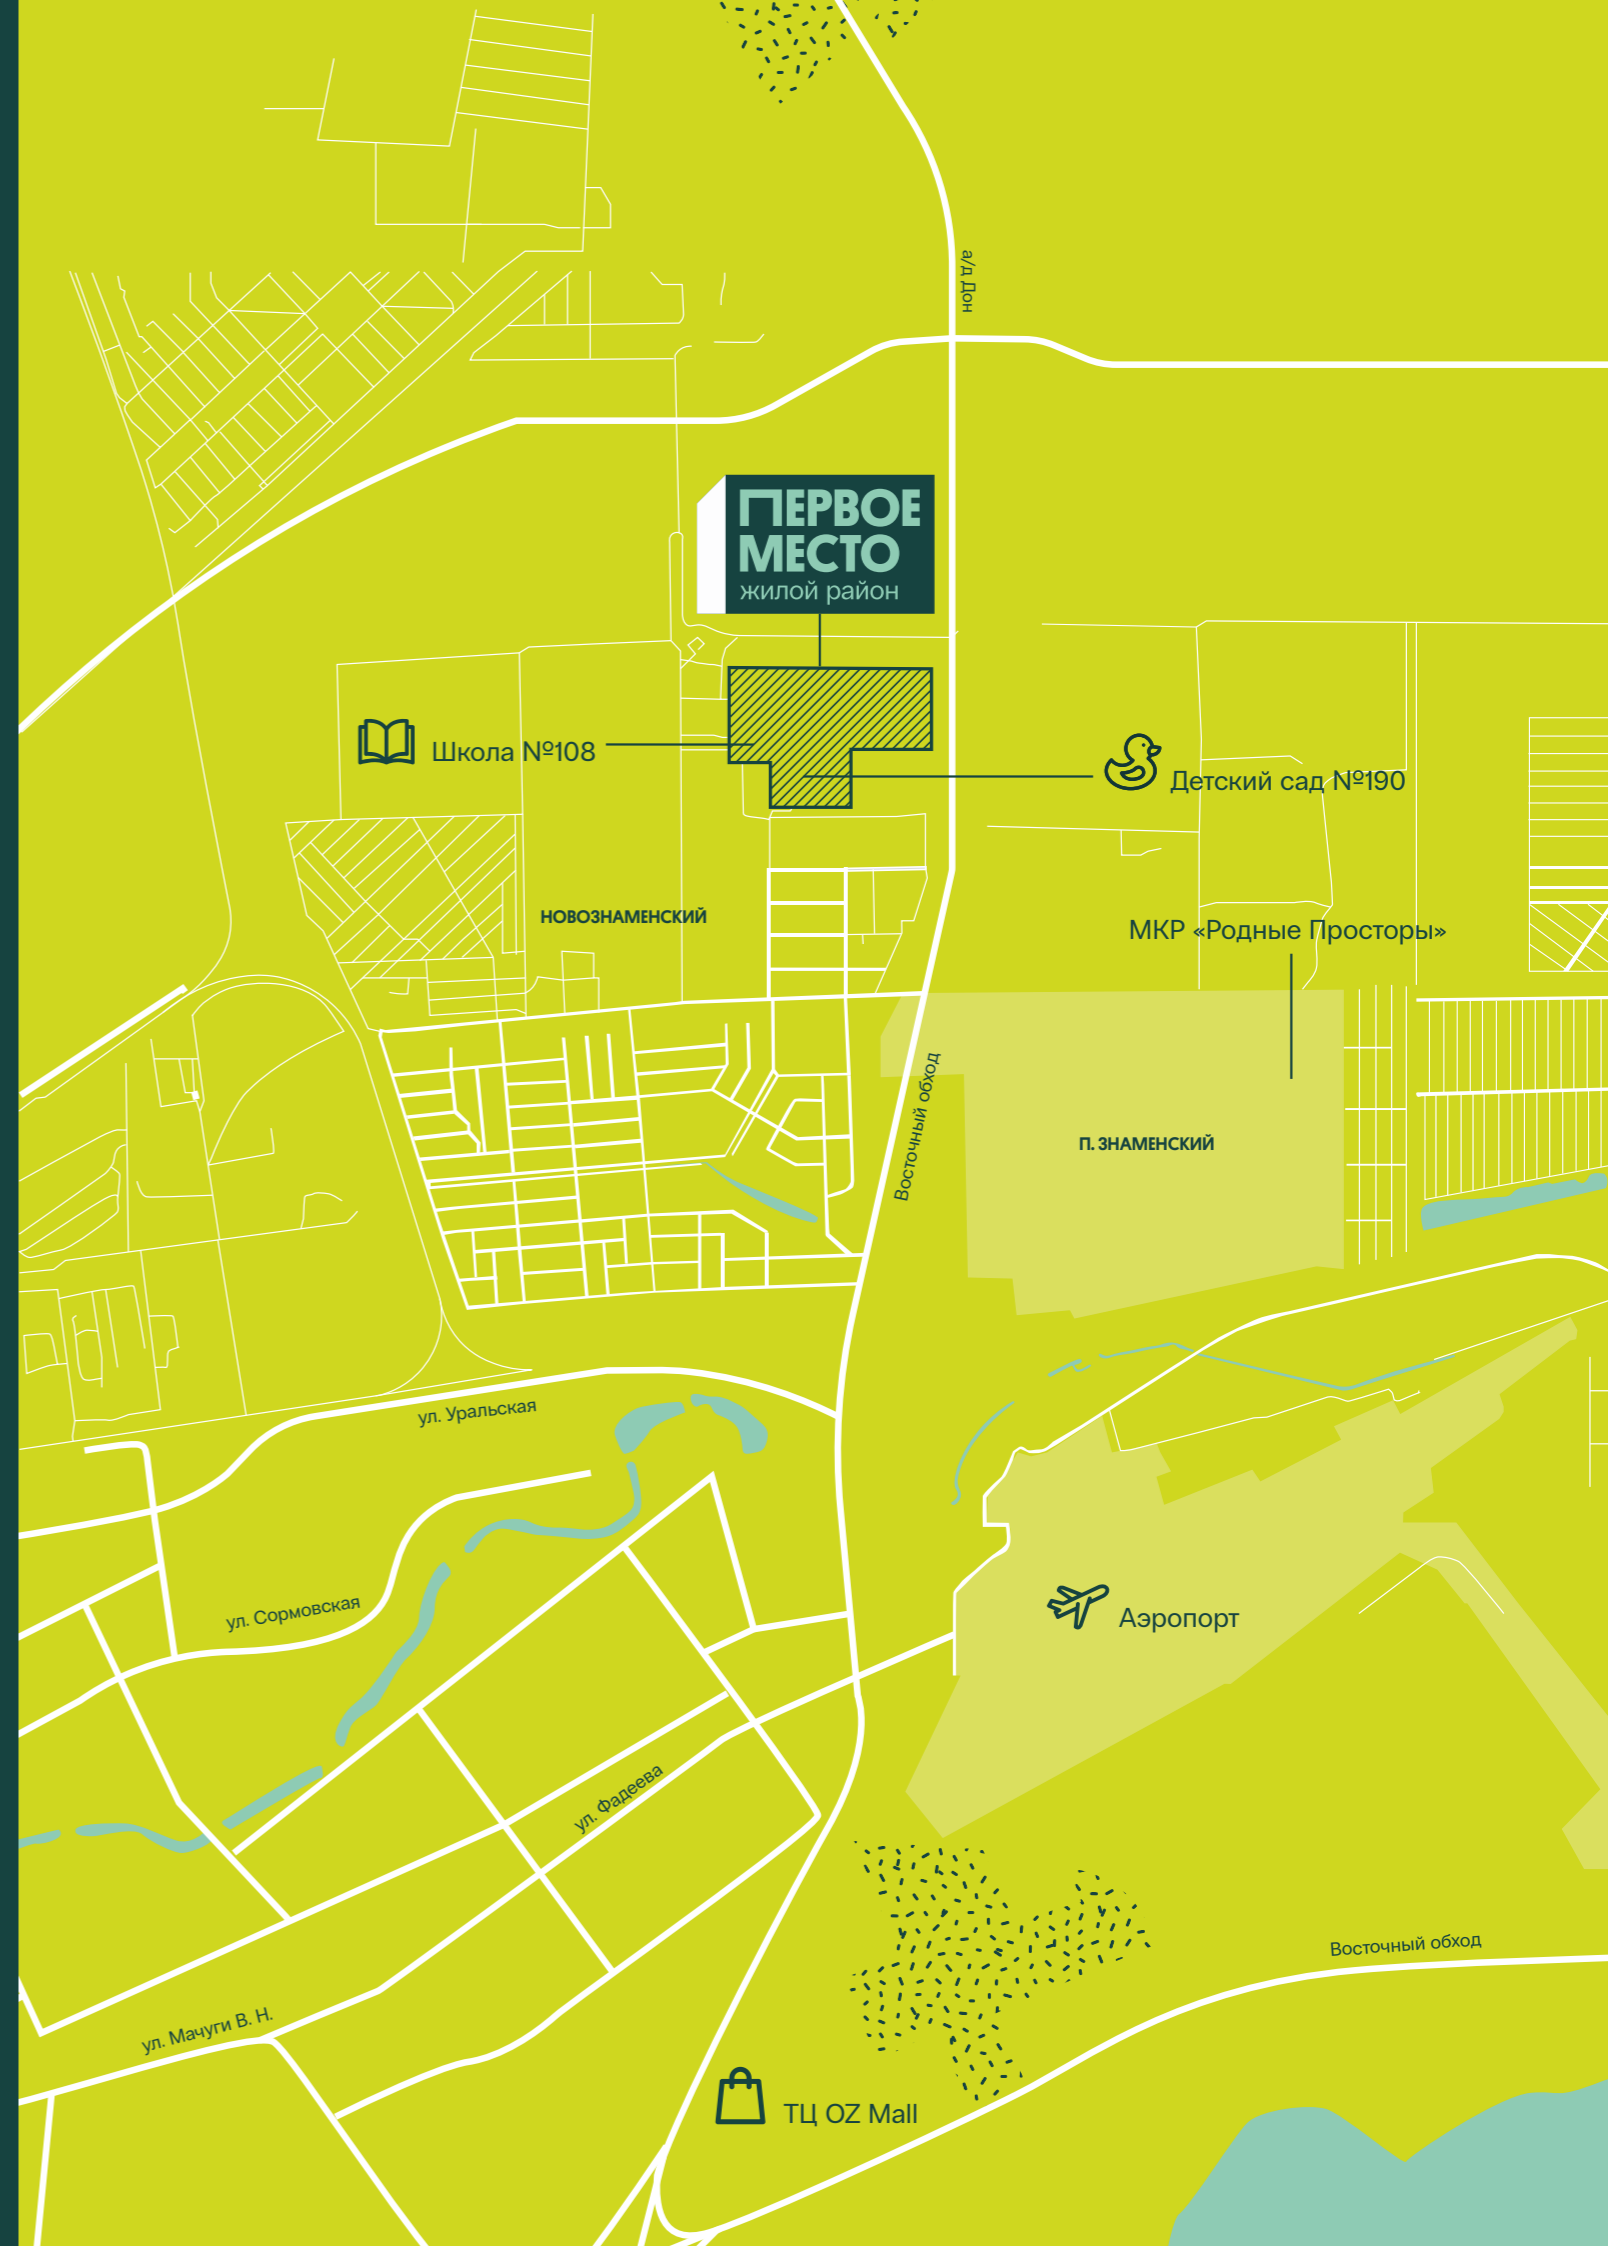 а/д Дон
ПЕРВОЕ
МЕСТО
жилой район
Школа №108
Детский сад №190
НОВОЗНАМЕНСКИЙ
МКР «Родные Просторы»
Восточный обход
П. ЗНАМЕНСКИЙ
ул. Уральская
ул. Сормовская
Аэропорт
ул. Фадеева
Восточный обход
ул. Мачуги В. Н.
ТЦ OZ Mall